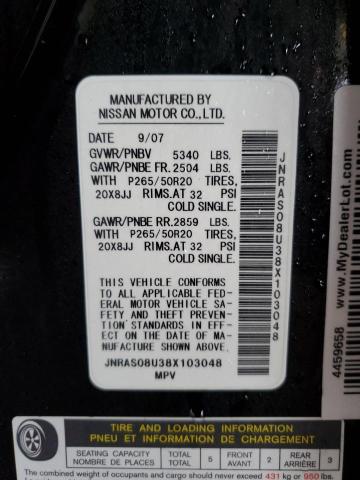 MANUFACTURED BY
NISSAN MOTOR CO.,LTD.
DATE 9/07
GVWR/PNBV 5340 LBS.
GAWR/PNBE FR. 2504 LBS.
WITH P265/50R20 TIRES,
20X8JJ RIMS.AT 32 PSI
COLD SINGLE.
GAWR/PNBE RR. 2859 LBS.
WITH P265/50R20 TIRES,
20X8JJ RIMS.AT 32 PSI
COLD SINGLE.
THIS VEHICLE CONFORMS
TO ALL APPLICABLE FED-
ERAL MOTOR VEHICLE SA-
FETY AND THEFT PREVEN-
TION STANDARDS IN EFF-
ECT ON THE DATE OF MA-
NUFACTURE SHOWN ABOVE.
JNRAS08U38X103048
MPV
JNRAS08U38X103048
4459658 www.MyDealerLot.com
TIRE AND LOADING INFORMATION
PNEU ET INFORMATION DE CHARGEMENT
SEATING CAPACITY TOTAL 5 FRONT 2 REAR 3
NOMBRE DE PLACES TOTAL AVANT ARRIÈRE
The combined weight of occupants and cargo should never exceed 431 kg or 950 lbs.